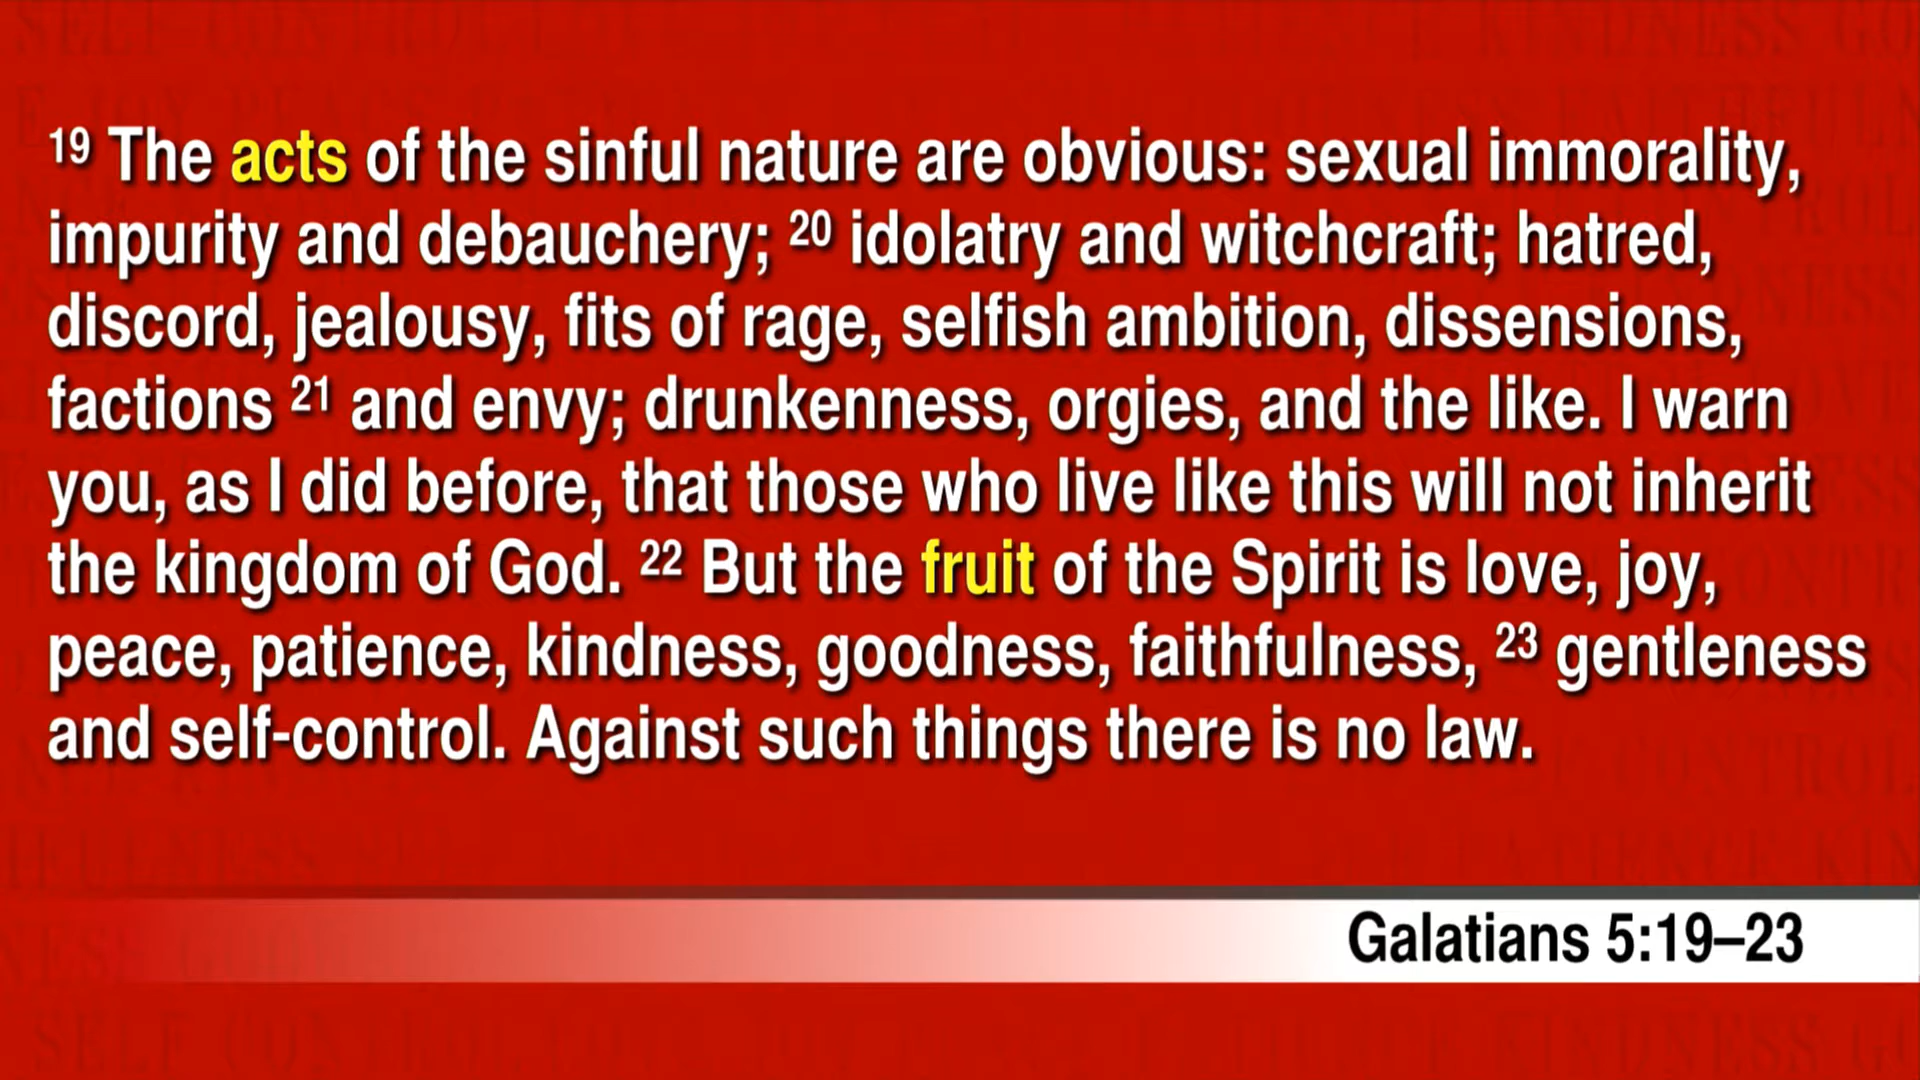 19 The acts of the sinful nature are obvious: sexual immorality,
impurity and debauchery; 20 idolatry and witchcraft; hatred,
discord, jealousy, fits of rage, selfish ambition, dissensions,
factions 21 and envy; drunkenness, orgies, and the like. I warn
you, as I did before, that those who live like this will not inherit
the kingdom of God. 22 But the fruit of the Spirit is love, joy,
peace, patience, kindness, goodness, faithfulness, 23 gentleness
and self-control. Against such things there is no law.
Galatians 5:19–23